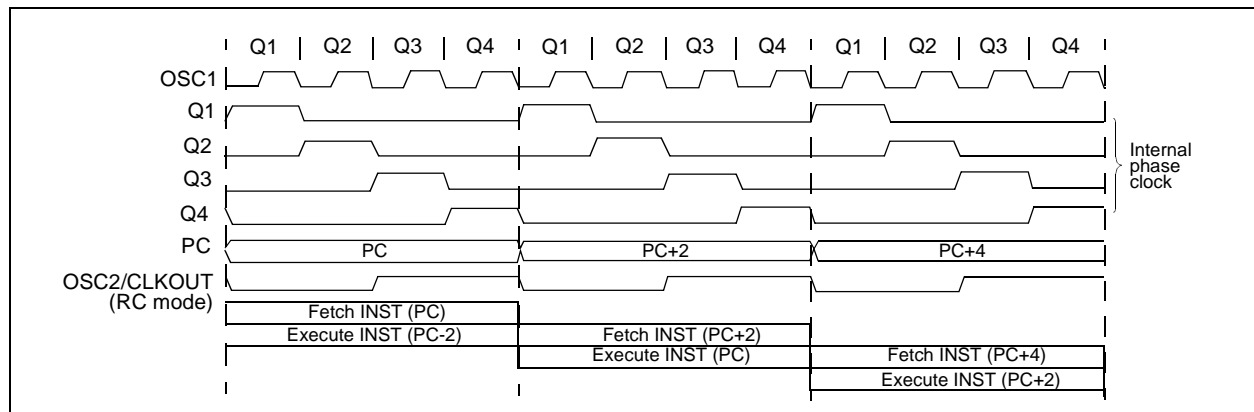 Q1 Q2 Q3 Q4 Q1 Q2 Q3 Q4 Q1 Q2 Q3 Q4
OSC1
Q1
Q2
Q3
Q4
Internal
phase
clock
PC PC PC+2 PC+4
OSC2/CLKOUT
(RC mode)
Fetch INST (PC)
Execute INST (PC-2) Fetch INST (PC+2)
Execute INST (PC) Fetch INST (PC+4)
Execute INST (PC+2)